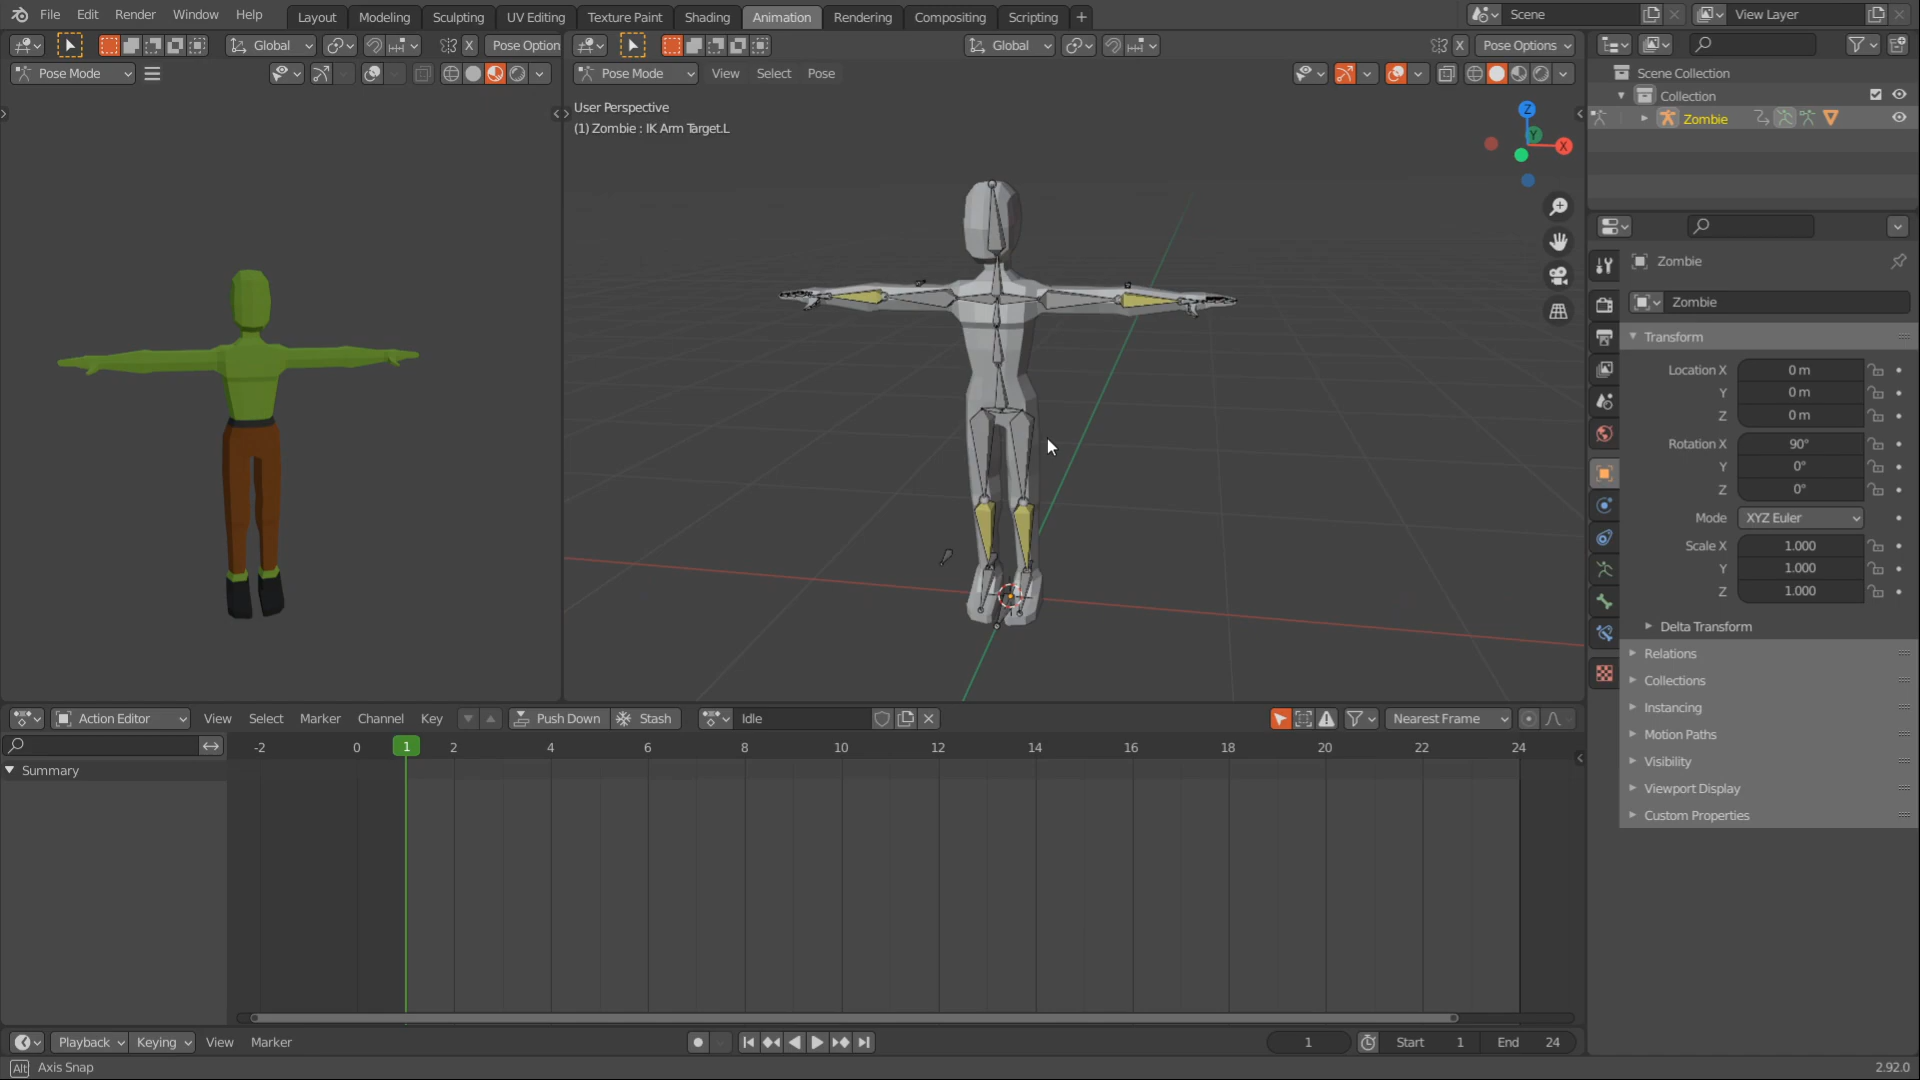 File Edit Render Window Help Layout Modeling Sculpting UV Editing Texture Paint Shading Animation Rendering Compositing Scripting + Scene View Layer
Global X Pose Option Global X Pose Options
Pose Mode Pose Mode View Select Pose
User Perspective
(1) Zombie : IK Arm Target.L
Z
Y
X
Scene Collection
Collection
Zombie
Zombie
Zombie
Transform
Location X 0 m
Y 0 m
Z 0 m
Rotation X 90°
Y 0°
Z 0°
Mode XYZ Euler
Scale X 1.000
Y 1.000
Z 1.000
Delta Transform
Relations
Collections
Instancing
Motion Paths
Visibility
Viewport Display
Custom Properties
Action Editor View Select Marker Channel Key Push Down Stash Idle Nearest Frame
-2 0 1 2 4 6 8 10 12 14 16 18 20 22 24
Summary
Playback Keying View Marker 1 Start 1 End 24
Alt Axis Snap 2.92.0